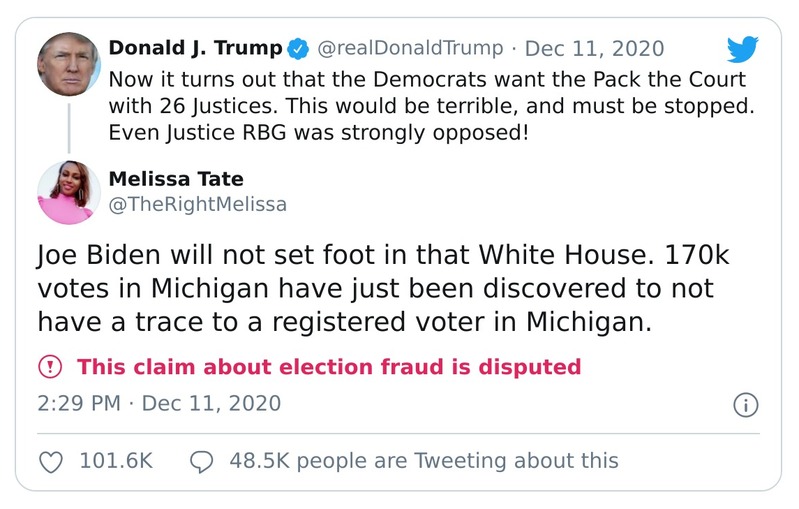 Donald J. Trump @realDonaldTrump · Dec 11, 2020
Now it turns out that the Democrats want the Pack the Court
with 26 Justices. This would be terrible, and must be stopped.
Even Justice RBG was strongly opposed!
Melissa Tate
@TheRightMelissa
Joe Biden will not set foot in that White House. 170k
votes in Michigan have just been discovered to not
have a trace to a registered voter in Michigan.
This claim about election fraud is disputed
2:29 PM · Dec 11, 2020
101.6K 48.5K people are Tweeting about this